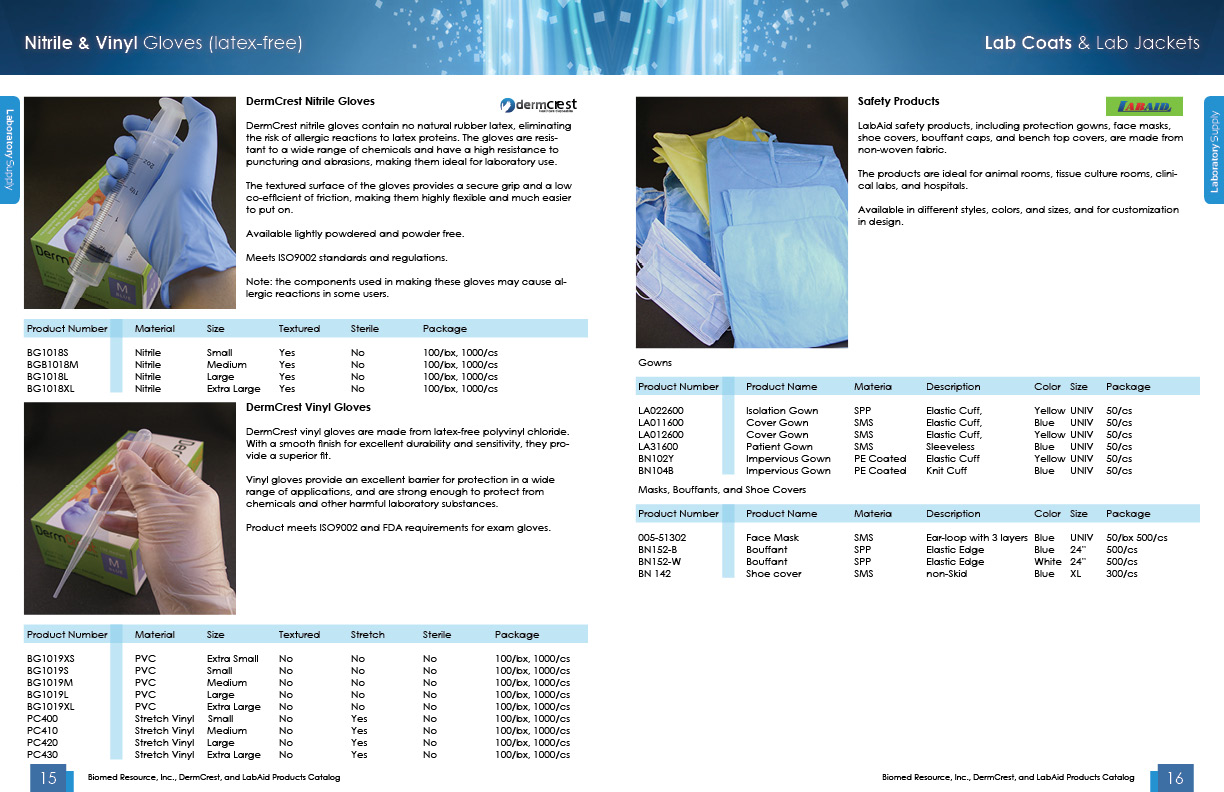 Nitrile & Vinyl Gloves (latex-free)
Laboratory Supply
DermCrest Nitrile Gloves
dermcrest
DermCrest nitrile gloves contain no natural rubber latex, eliminating
the risk of allergic reactions to latex proteins. The gloves are resis-
tant to a wide range of chemicals and have a high resistance to
puncturing and abrasions, making them ideal for laboratory use.
The textured surface of the gloves provides a secure grip and a low
co-efficient of friction, making them highly flexible and much easier
to put on.
Available lightly powdered and powder free.
Meets ISO9002 standards and regulations.
Note: the components used in making these gloves may cause al-
lergic reactions in some users.
Derm
M
Product Number Material Size Textured Sterile Package
BG1018S Nitrile Small Yes No 100/bx, 1000/cs
BGB1018M Nitrile Medium Yes No 100/bx, 1000/cs
BG1018L Nitrile Large Yes No 100/bx, 1000/cs
BG1018XL Nitrile Extra Large Yes No 100/bx, 1000/cs
DermCrest Vinyl Gloves
DermCrest vinyl gloves are made from latex-free polyvinyl chloride.
With a smooth finish for excellent durability and sensitivity, they pro-
vide a superior fit.
Vinyl gloves provide an excellent barrier for protection in a wide
range of applications, and are strong enough to protect from
chemicals and other harmful laboratory substances.
Product meets ISO9002 and FDA requirements for exam gloves.
Derm
M
Product Number Material Size Textured Stretch Sterile Package
BG1019XS PVC Extra Small No No No 100/bx, 1000/cs
BG1019S PVC Small No No No 100/bx, 1000/cs
BG1019M PVC Medium No No No 100/bx, 1000/cs
BG1019L PVC Large No No No 100/bx, 1000/cs
BG1019XL PVC Extra Large No No No 100/bx, 1000/cs
PC400 Stretch Vinyl Small No Yes No 100/bx, 1000/cs
PC410 Stretch Vinyl Medium No Yes No 100/bx, 1000/cs
PC420 Stretch Vinyl Large No Yes No 100/bx, 1000/cs
PC430 Stretch Vinyl Extra Large No Yes No 100/bx, 1000/cs
15 Biomed Resource, Inc., DermCrest, and LabAid Products Catalog
Lab Coats & Lab Jackets
Laboratory Supply
Safety Products
LABAID
LabAid safety products, including protection gowns, face masks,
shoe covers, bouffant caps, and bench top covers, are made from
non-woven fabric.
The products are ideal for animal rooms, tissue culture rooms, clini-
cal labs, and hospitals.
Available in different styles, colors, and sizes, and for customization
in design.
Gowns
Product Number Product Name Materia Description Color Size Package
LA022600 Isolation Gown SPP Elastic Cuff, Yellow UNIV 50/cs
LA011600 Cover Gown SMS Elastic Cuff, Blue UNIV 50/cs
LA012600 Cover Gown SMS Elastic Cuff, Yellow UNIV 50/cs
LA31600 Patient Gown SMS Sleeveless Blue UNIV 50/cs
BN102Y Impervious Gown PE Coated Elastic Cuff Yellow UNIV 50/cs
BN104B Impervious Gown PE Coated Knit Cuff Blue UNIV 50/cs
Masks, Bouffants, and Shoe Covers
Product Number Product Name Materia Description Color Size Package
005-51302 Face Mask SMS Ear-loop with 3 layers Blue UNIV 50/bx 500/cs
BN152-B Bouffant SPP Elastic Edge Blue 24" 500/cs
BN152-W Bouffant SPP Elastic Edge White 24" 500/cs
BN 142 Shoe cover SMS non-Skid Blue XL 300/cs
Biomed Resource, Inc., DermCrest, and LabAid Products Catalog 16